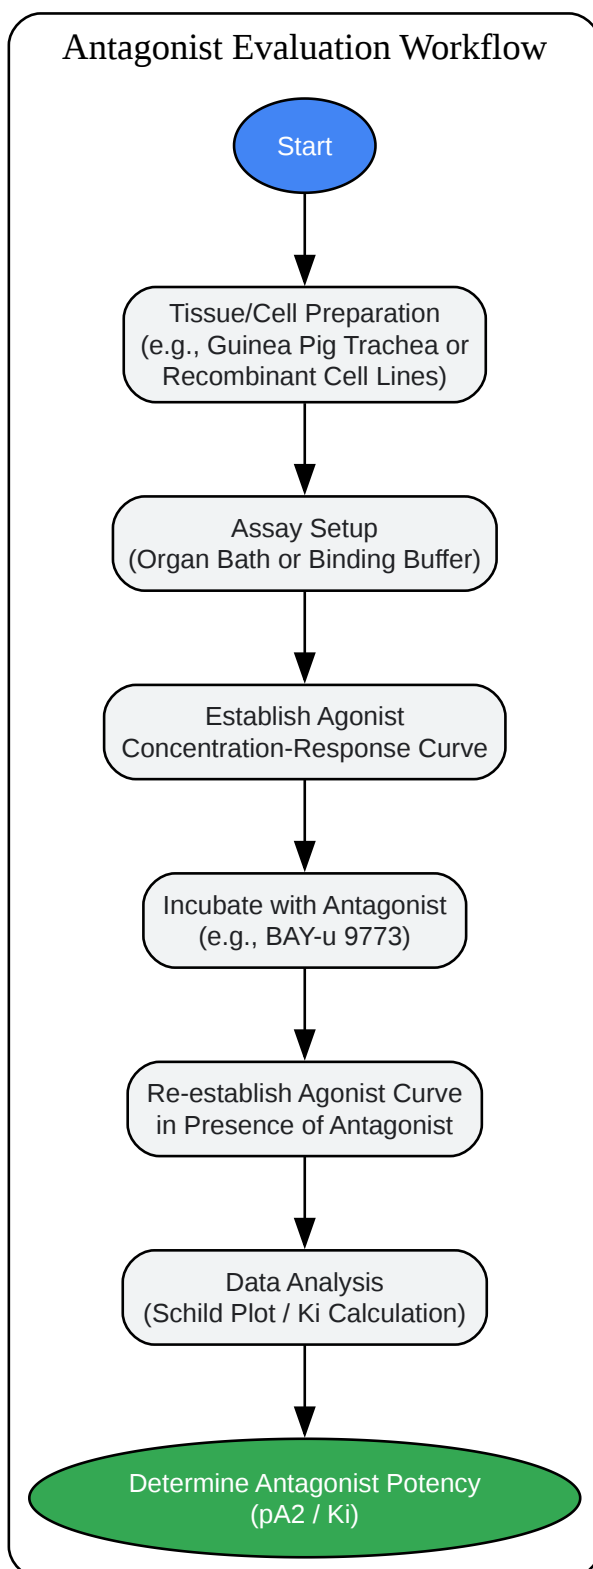 Antagonist Evaluation Workflow
Start
Tissue/Cell Preparation
(e.g., Guinea Pig Trachea or
Recombinant Cell Lines)
Assay Setup
(Organ Bath or Binding Buffer)
Establish Agonist
Concentration-Response Curve
Incubate with Antagonist
(e.g., BAY-u 9773)
Re-establish Agonist Curve
in Presence of Antagonist
Data Analysis
(Schild Plot / Ki Calculation)
Determine Antagonist Potency
(pA2 / Ki)